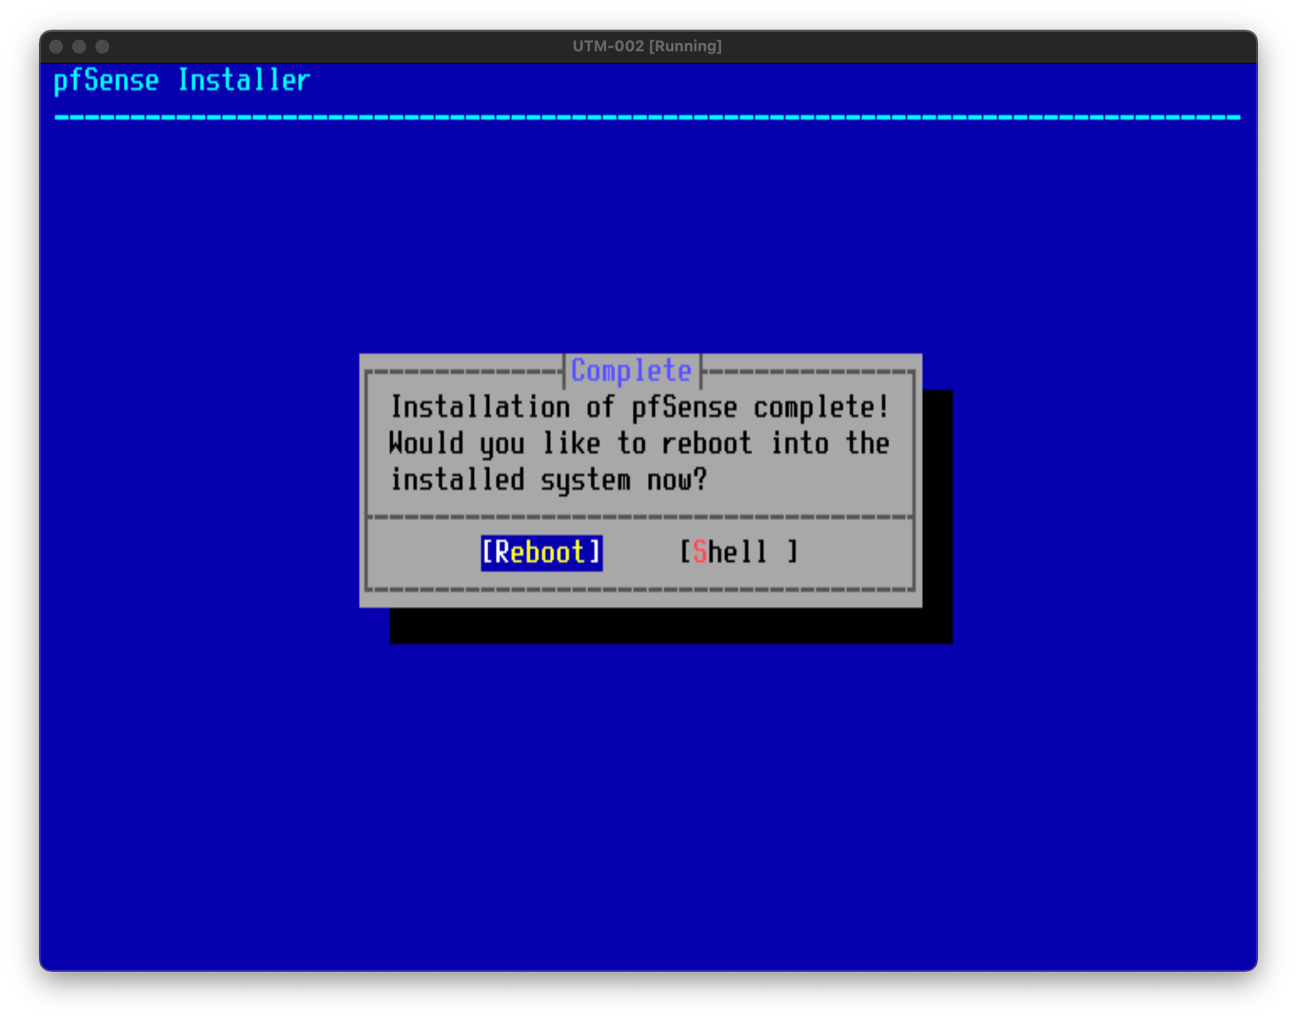 UTM-002 [Running]
pfSense Installer
Complete
Installation of pfSense complete!
Would you like to reboot into the
installed system now?
[Reboot] [Shell ]